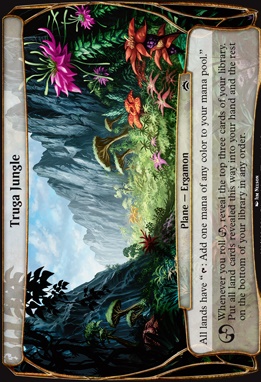 Truga Jungle
Plane — Ergamon
All lands have “: Add one mana of any color to your mana pool.”
Whenever you roll , reveal the top three cards of your library.
Put all land cards revealed this way into your hand and the rest
on the bottom of your library in any order.
Jim Nelson